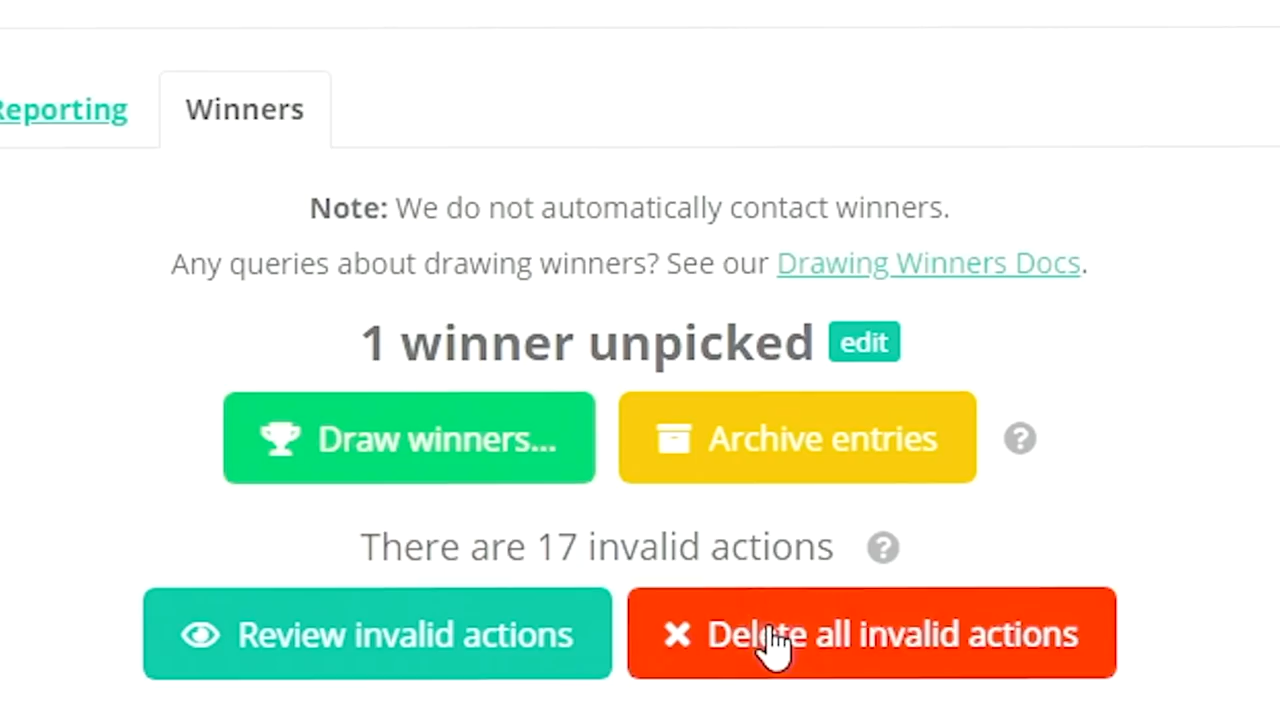 Reporting
Winners
Note: We do not automatically contact winners.
Any queries about drawing winners? See our Drawing Winners Docs.
1 winner unpicked edit
Draw winners... Archive entries ?
There are 17 invalid actions ?
Review invalid actions Delete all invalid actions